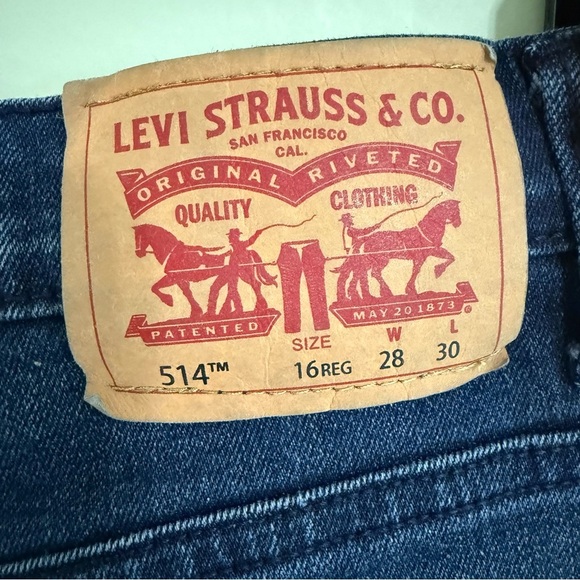 LEVI STRAUSS & CO.
SAN FRANCISCO
CAL.
ORIGINAL RIVETED
QUALITY CLOTHING
PATENTED MAY 20 1873
SIZE W L
514™ 16REG 28 30